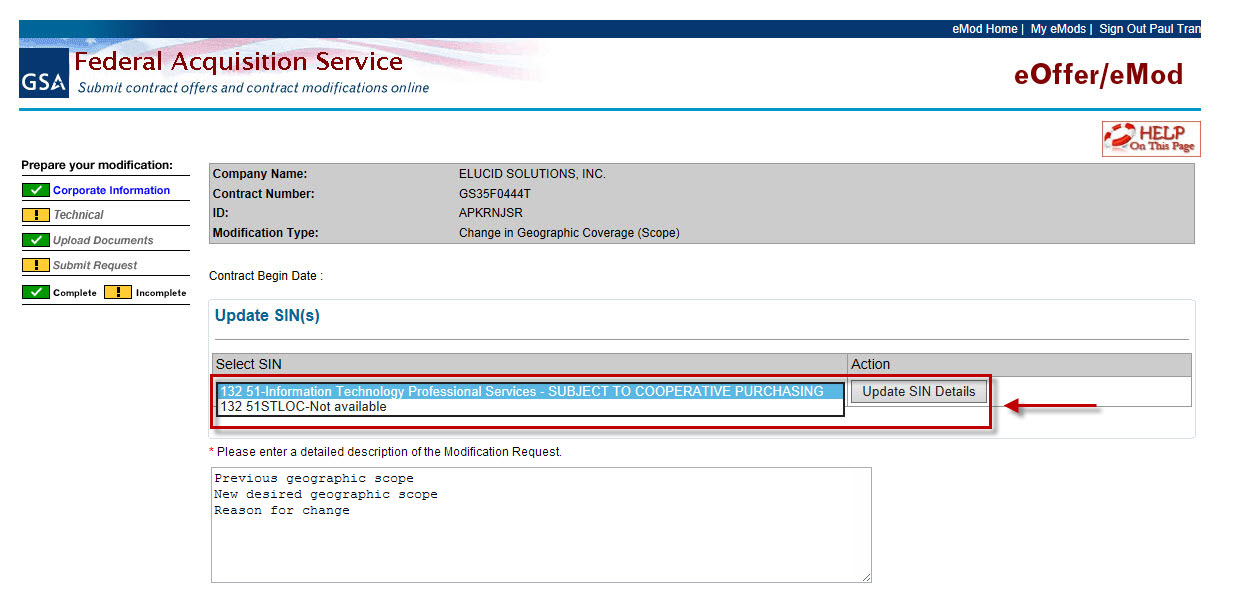 eMod Home | My eMods | Sign Out Paul Tran
GSA
Federal Acquisition Service
Submit contract offers and contract modifications online
eOffer/eMod
HELP
On This Page
Prepare your modification:
Corporate Information
! Technical
Upload Documents
! Submit Request
Complete ! Incomplete
Company Name: ELUCID SOLUTIONS, INC.
Contract Number: GS35F0444T
ID: APKRNJSR
Modification Type: Change in Geographic Coverage (Scope)
Contract Begin Date :
Update SIN(s)
Select SIN Action
132 51-Information Technology Professional Services - SUBJECT TO COOPERATIVE PURCHASING Update SIN Details
132 51STLOC-Not available
* Please enter a detailed description of the Modification Request.
Previous geographic scope
New desired geographic scope
Reason for change